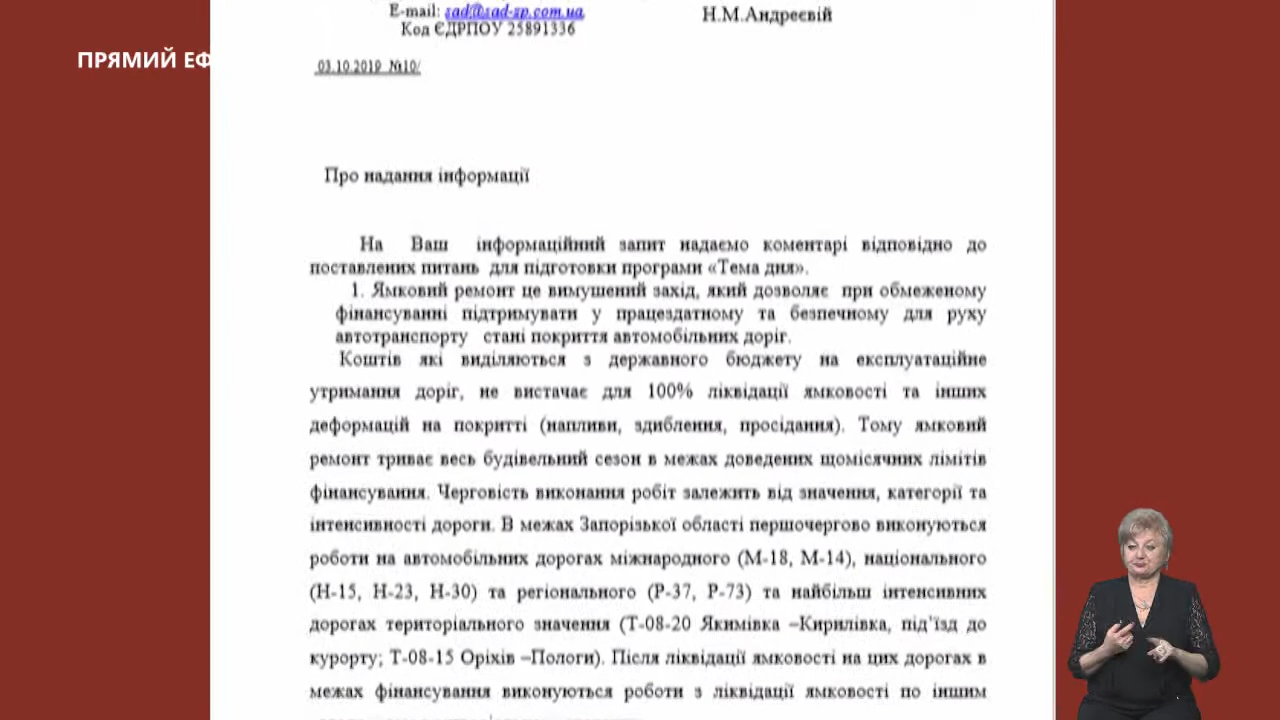 E-mail: sad@sad-zp.com.ua
Н.М.Андреєвій
Код ЄДРПОУ 25891336
ПРЯМИЙ ЕФ
03.10.2019 №10/
Про надання інформації
На Ваш інформаційний запит надаємо коментарі відповідно до
поставлених питань для підготовки програми «Тема дня».
1. Ямковий ремонт це вимушений захід, який дозволяє при обмеженому
фінансуванні підтримувати у працездатному та безпечному для руху
автотранспорту стані покриття автомобільних доріг.
Коштів які виділяються з державного бюджету на експлуатаційне
утримання доріг, не вистачає для 100% ліквідації ямковості та інших
деформацій на покритті (напливи, здиблення, просідання). Тому ямковий
ремонт триває весь будівельний сезон в межах доведених щомісячних лімітів
фінансування. Черговість виконання робіт залежить від значення, категорії та
інтенсивності дороги. В межах Запорізької області першочергово виконуються
роботи на автомобільних дорогах міжнародного (М-18, М-14), національного
(Н-15, Н-23, Н-30) та регіонального (Р-37, Р-73) та найбільш інтенсивних
дорогах територіального значення (Т-08-20 Якимівка –Кирилівка, під’їзд до
курорту; Т-08-15 Оріхів –Пологи). Після ліквідації ямковості на цих дорогах в
межах фінансування виконуються роботи з ліквідації ямковості по іншим